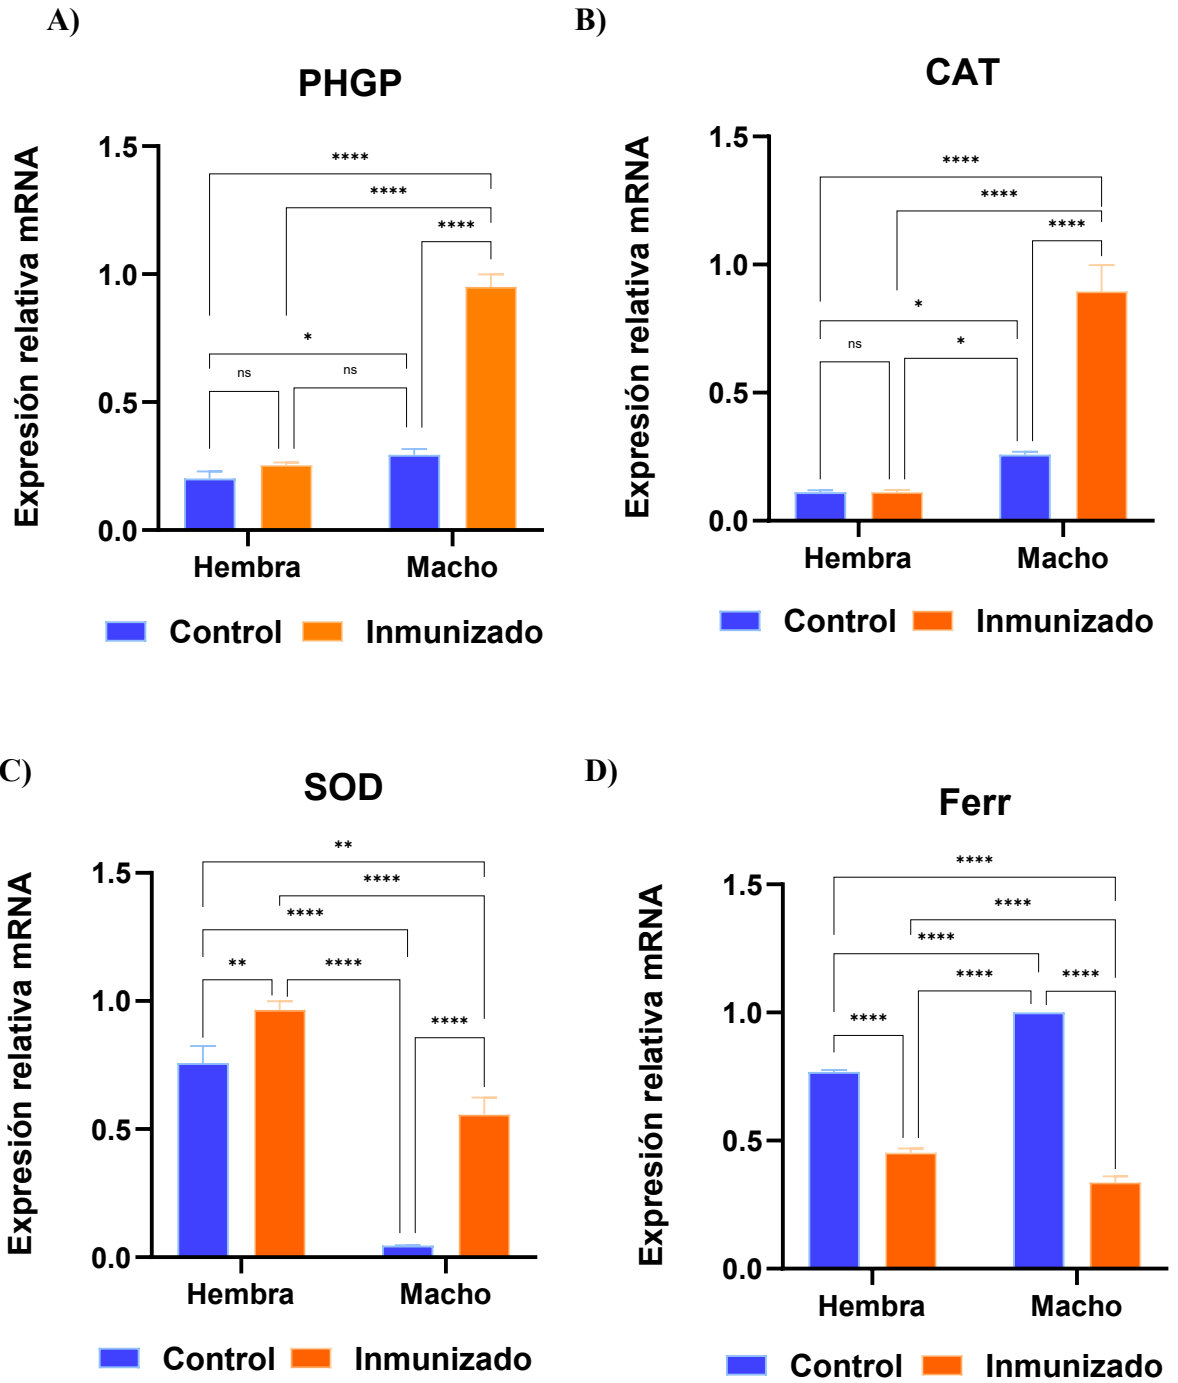 A)
PHGP
Expresión relativa mRNA
1.5
1.0
0.5
0.0
****
****
****
*
ns
ns
Hembra
Macho
Control
Inmunizado
B)
CAT
Expresión relativa mRNA
1.5
1.0
0.5
0.0
****
****
****
*
ns
*
Hembra
Macho
Control
Inmunizado
C)
SOD
Expresión relativa mRNA
1.5
1.0
0.5
0.0
**
****
****
**
****
****
Hembra
Macho
Control
Inmunizado
D)
Ferr
Expresión relativa mRNA
1.5
1.0
0.5
0.0
****
****
****
****
****
****
Hembra
Macho
Control
Inmunizado